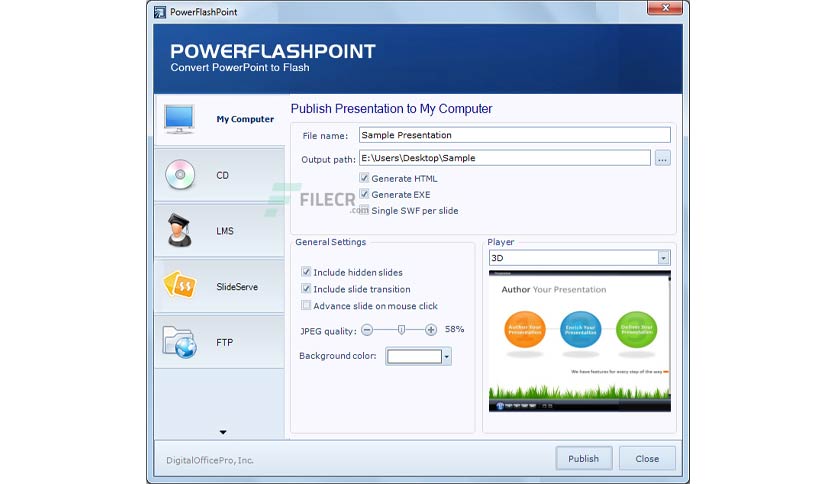 PowerFlashPoint
POWERFLASHPOINT
Convert PowerPoint to Flash
My Computer
CD
LMS
SlideServe
FTP
Publish Presentation to My Computer
File name: Sample Presentation
Output path: E:\Users\Desktop\Sample ...
Generate HTML
Generate EXE
Single SWF per slide
FILECR
.com
General Settings
Include hidden slides
Include slide transition
Advance slide on mouse click
JPEG quality: 58%
Background color:
Player
3D
Author Your Presentation
Author Your Presentation
Enrich Your Presentation
Deliver Your Presentation
We have features for every step of the way
DigitalOfficePro, Inc.
Publish Close